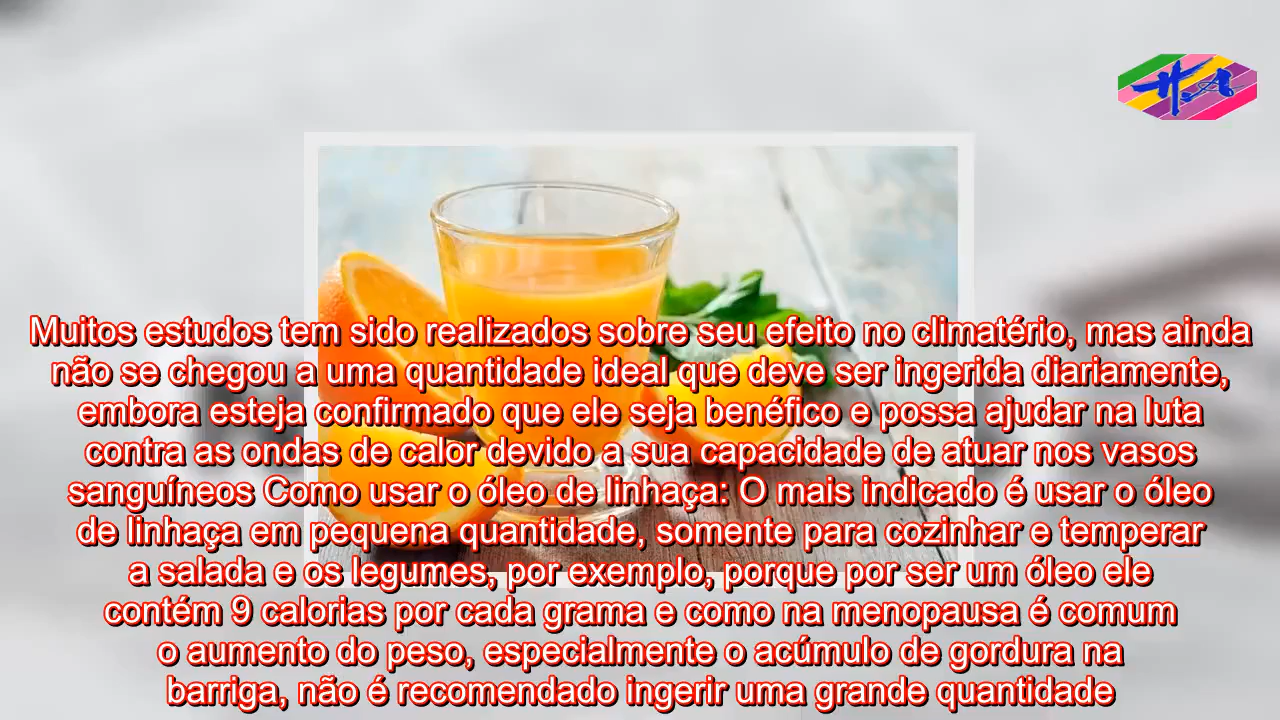 H.A
Muitos estudos tem sido realizados sobre seu efeito no climatério, mas ainda
não se chegou a uma quantidade ideal que deve ser ingerida diariamente,
embora esteja confirmado que ele seja benéfico e possa ajudar na luta
contra as ondas de calor devido a sua capacidade de atuar nos vasos
sanguíneos Como usar o óleo de linhaça: O mais indicado é usar o óleo
de linhaça em pequena quantidade, somente para cozinhar e temperar
a salada e os legumes, por exemplo, porque por ser um óleo ele
contém 9 calorias por cada grama e como na menopausa é comum
o aumento do peso, especialmente o acúmulo de gordura na
barriga, não é recomendado ingerir uma grande quantidade